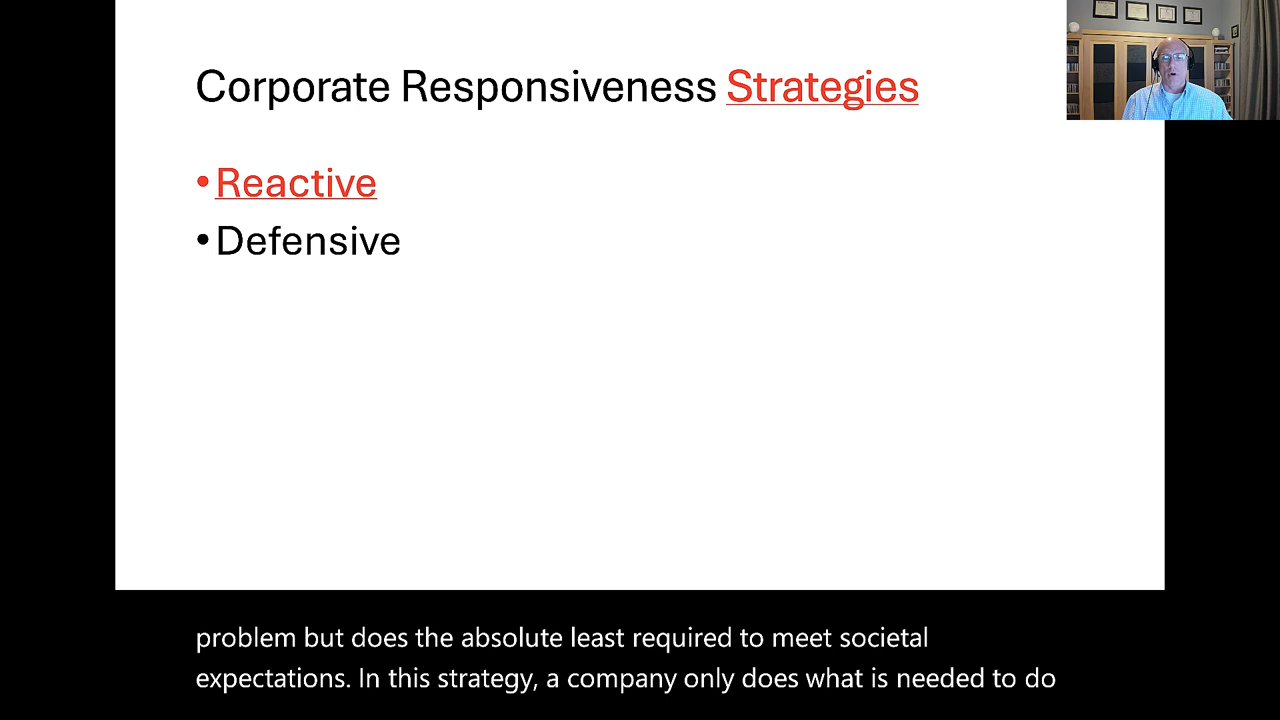 Corporate Responsiveness Strategies
•Reactive
•Defensive
problem but does the absolute least required to meet societal
expectations. In this strategy, a company only does what is needed to do